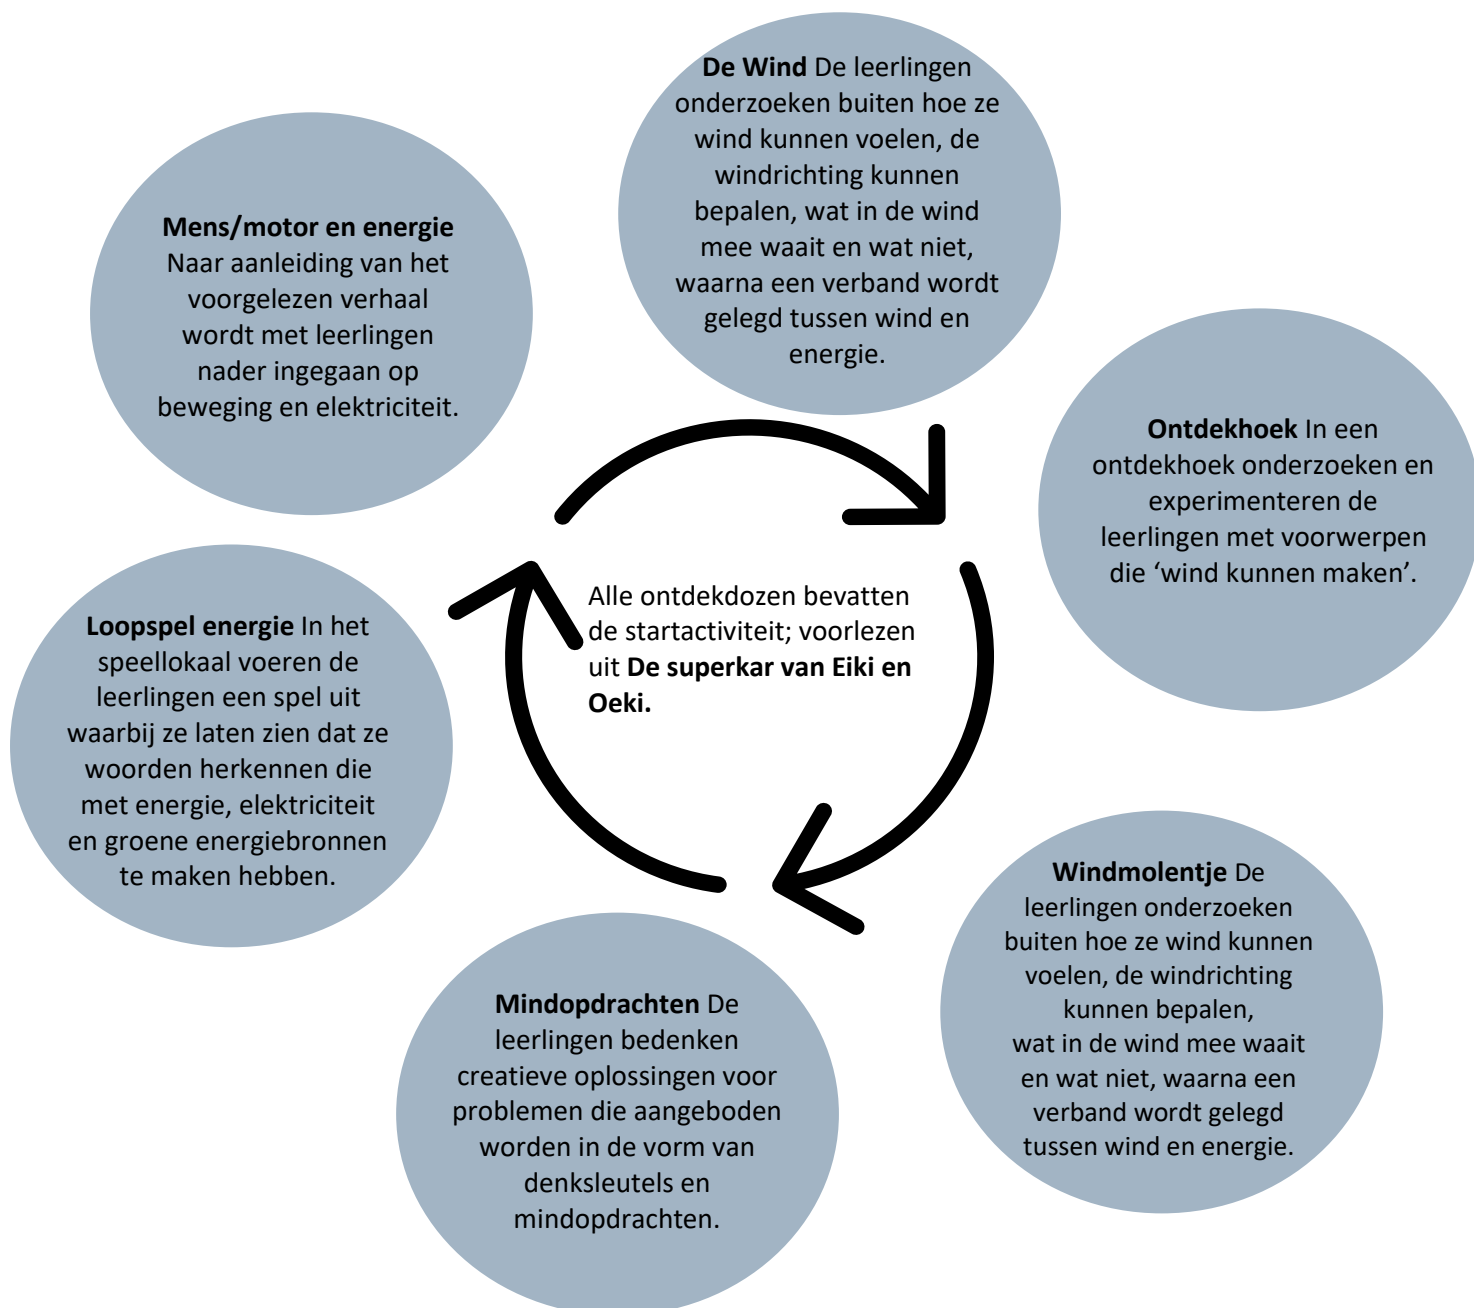 De Wind De leerlingen
onderzoeken buiten hoe ze
wind kunnen voelen, de
windrichting kunnen
bepalen, wat in de wind
mee waait en wat niet,
waarna een verband wordt
gelegd tussen wind en
energie.
Mens/motor en energie
Naar aanleiding van het
voorgelezen verhaal
wordt met leerlingen
nader ingegaan op
beweging en elektriciteit.
Ontdekhoek In een
ontdekhoek onderzoeken en
experimenteren de
leerlingen met voorwerpen
die ‘wind kunnen maken’.
Alle ontdekdozen bevatten
de startactiviteit; voorlezen
uit De superkar van Eiki en
Oeki.
Loopspel energie In het
speellokaal voeren de
leerlingen een spel uit
waarbij ze laten zien dat ze
woorden herkennen die
met energie, elektriciteit
en groene energiebronnen
te maken hebben.
Windmolentje De
leerlingen onderzoeken
buiten hoe ze wind kunnen
voelen, de windrichting
kunnen bepalen,
wat in de wind mee waait
en wat niet, waarna een
verband wordt gelegd
tussen wind en energie.
Mindopdrachten De
leerlingen bedenken
creatieve oplossingen voor
problemen die aangeboden
worden in de vorm van
denksleutels en
mindopdrachten.